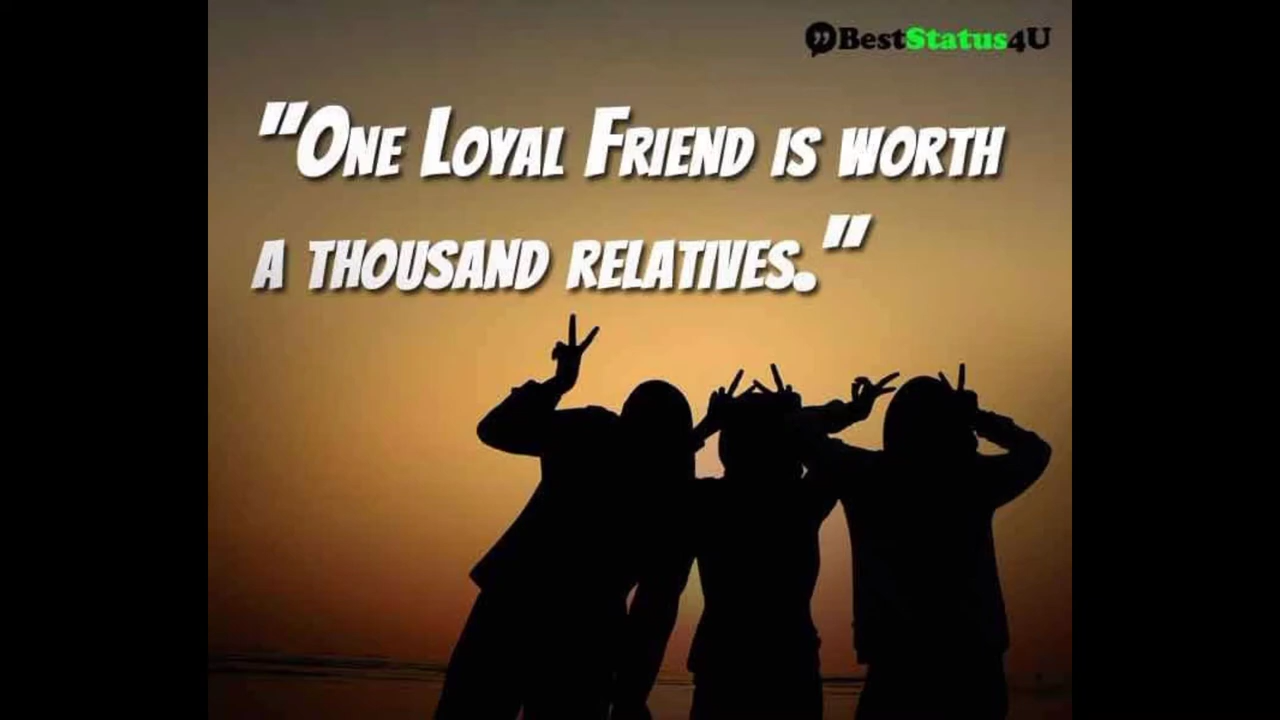 BestStatus4U
"One Loyal Friend is worth
a thousand relatives."